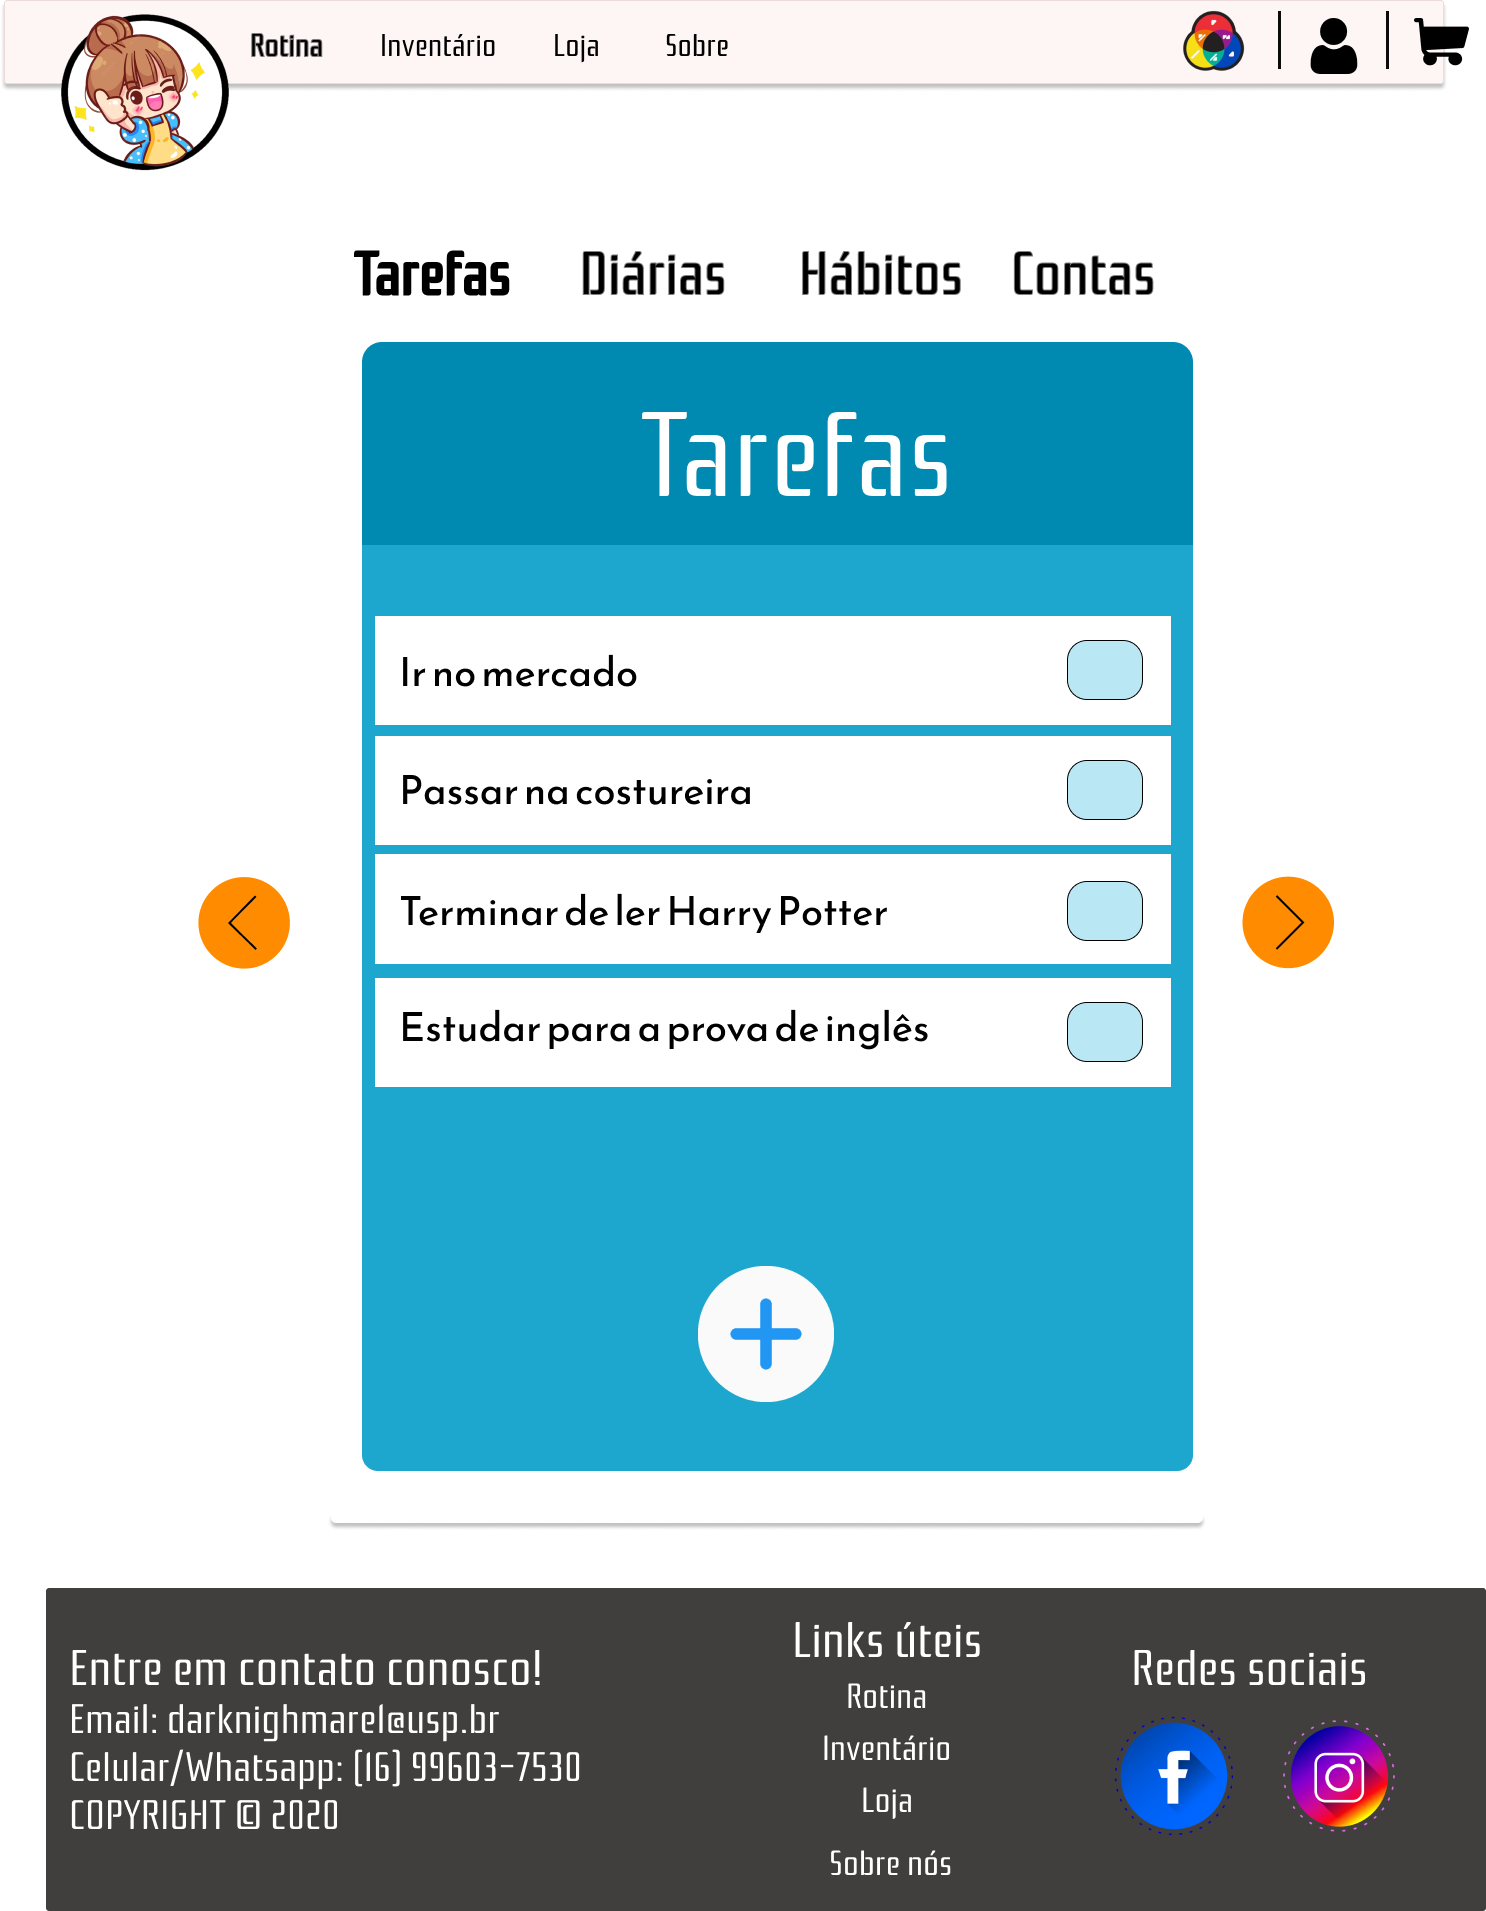 Rotina Inventário Loja Sobre
Tarefas Diárias Hábitos Contas
Tarefas
Ir no mercado
Passar na costureira
Terminar de ler Harry Potter
Estudar para a prova de inglês
Entre em contato conosco!
Email: darknighmare1@usp.br
Celular/Whatsapp: (16) 99603-7530
COPYRIGHT © 2020
Links úteis
Rotina
Inventário
Loja
Sobre nós
Redes sociais